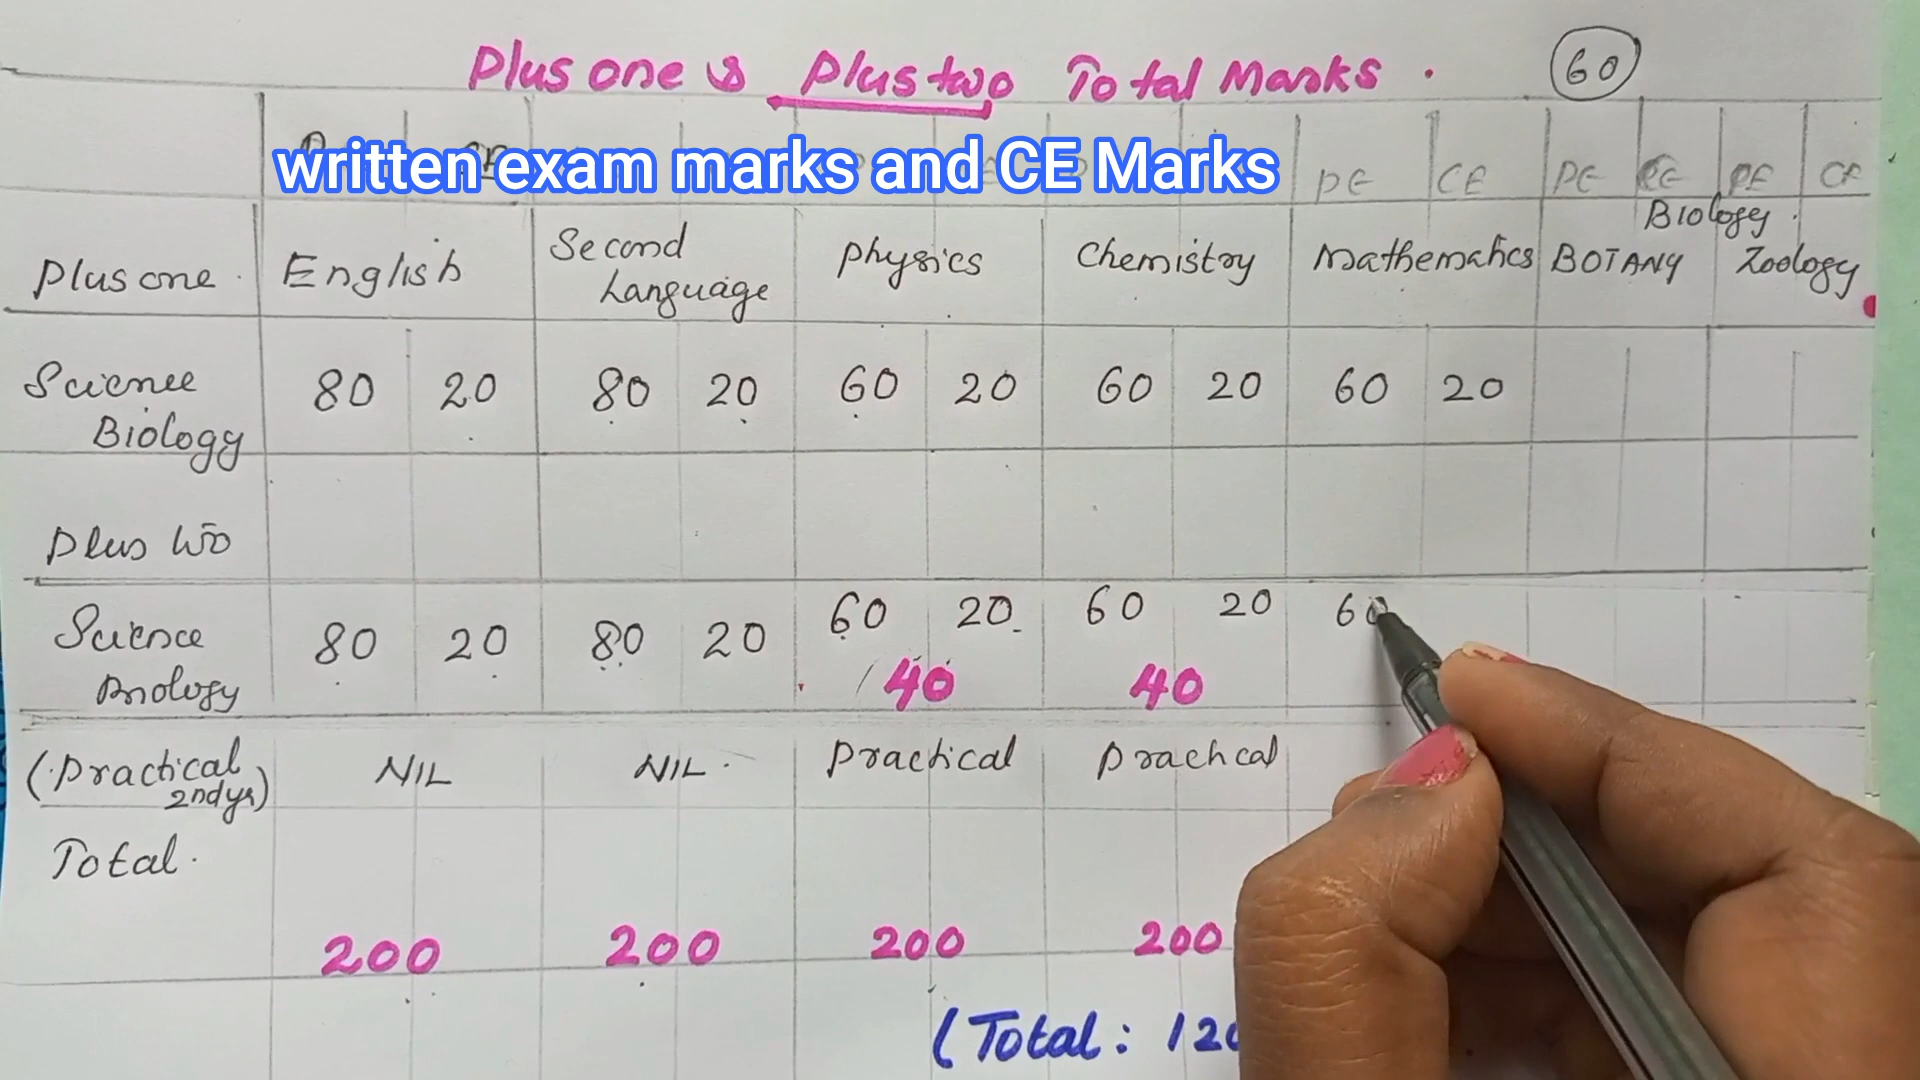 Plus one & Plus two Total Marks . 60
written exam marks and CE Marks
PE CE PE CE PE CE
Biology
Plus one English Second Language Physics Chemistry Mathematics BOTANY Zoology
Science Biology 80 20 80 20 60 20 60 20 60 20
Plus two
Science Biology 80 20 80 20 60 20 60 20 60
40 40
(Practical 2nd yr) NIL NIL Practical Practical
Total
200 200 200 200
(Total : 120